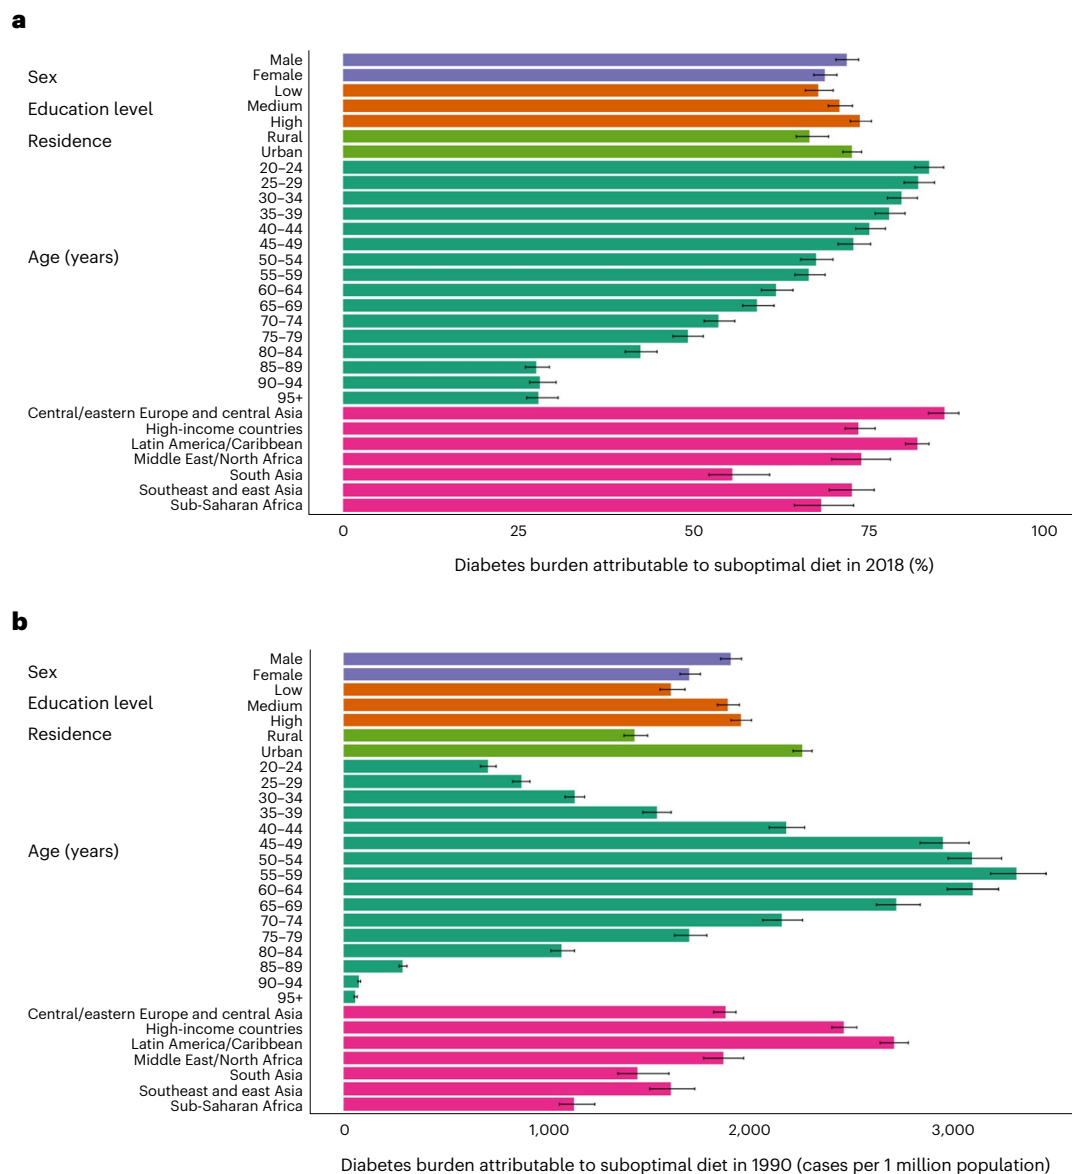 a
Male
Sex
Female
Low
Education level
Medium
High
Residence
Rural
Urban
20–24
25–29
30–34
35–39
40–44
45–49
Age (years)
50–54
55–59
60–64
65–69
70–74
75–79
80–84
85–89
90–94
95+
Central/eastern Europe and central Asia
High-income countries
Latin America/Caribbean
Middle East/North Africa
South Asia
Southeast and east Asia
Sub-Saharan Africa
0 25 50 75 100
Diabetes burden attributable to suboptimal diet in 2018 (%)
b
Male
Sex
Female
Low
Education level
Medium
High
Residence
Rural
Urban
20–24
25–29
30–34
35–39
40–44
45–49
Age (years)
50–54
55–59
60–64
65–69
70–74
75–79
80–84
85–89
90–94
95+
Central/eastern Europe and central Asia
High-income countries
Latin America/Caribbean
Middle East/North Africa
South Asia
Southeast and east Asia
Sub-Saharan Africa
0 1,000 2,000 3,000
Diabetes burden attributable to suboptimal diet in 1990 (cases per 1 million population)